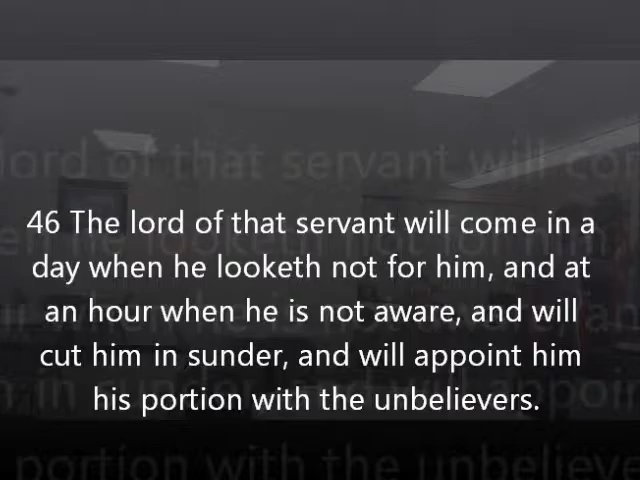 46 The lord of that servant will come in a
day when he looketh not for him, and at
an hour when he is not aware, and will
cut him in sunder, and will appoint him
his portion with the unbelievers.